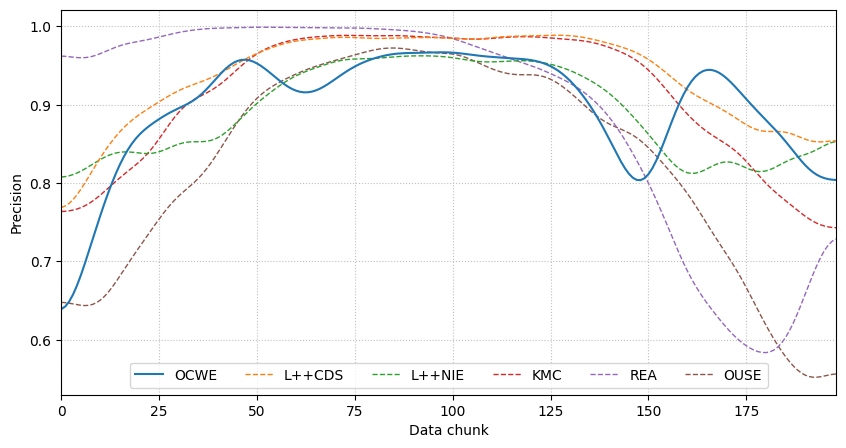 1.0
0.9
0.8
0.7
0.6
Precision
OCWE L++CDS L++NIE KMC REA OUSE
0 25 50 75 100 125 150 175
Data chunk